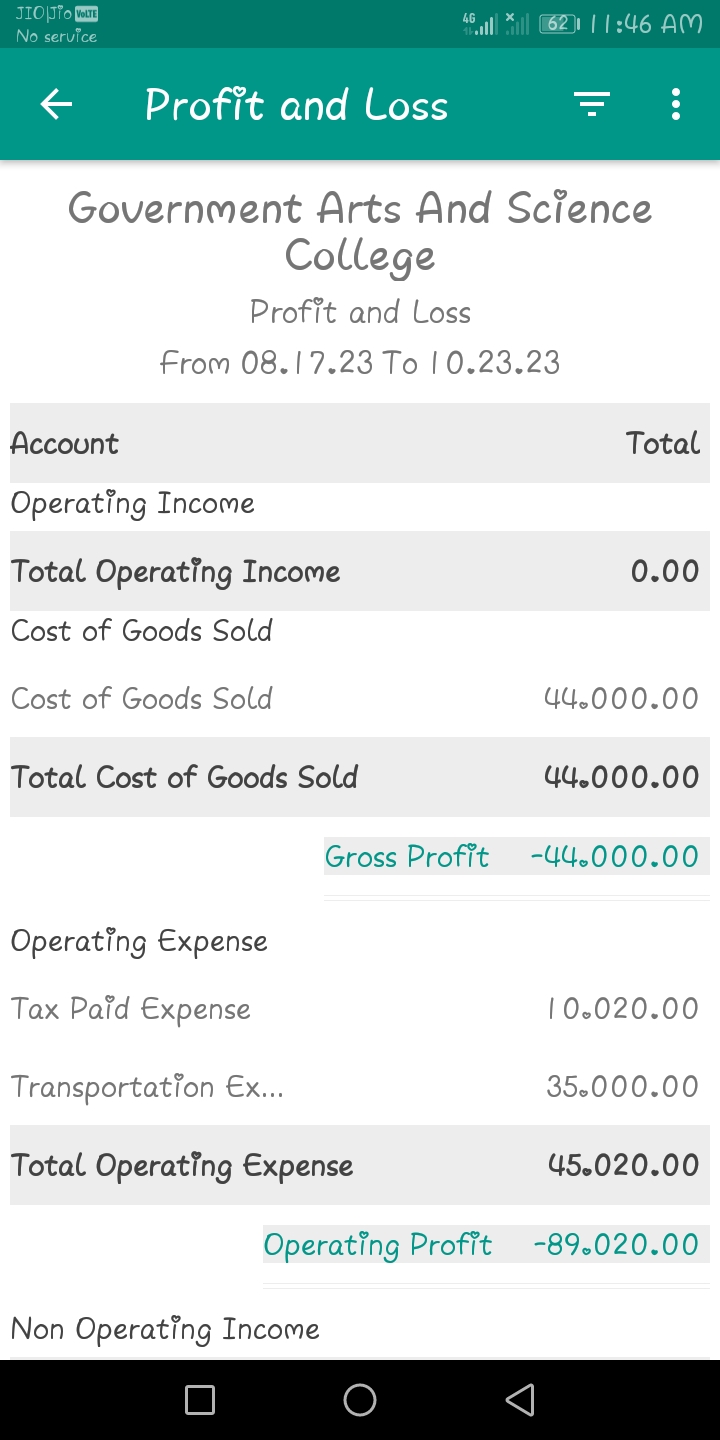 JIO|Jio VoLTE
No service
4G
62
11:46 AM
Profit and Loss
Government Arts And Science
College
Profit and Loss
From 08.17.23 To 10.23.23
Account Total
Operating Income
Total Operating Income 0.00
Cost of Goods Sold
Cost of Goods Sold 44,000.00
Total Cost of Goods Sold 44,000.00
Gross Profit -44,000.00
Operating Expense
Tax Paid Expense 10,020.00
Transportation Ex... 35,000.00
Total Operating Expense 45,020.00
Operating Profit -89,020.00
Non Operating Income